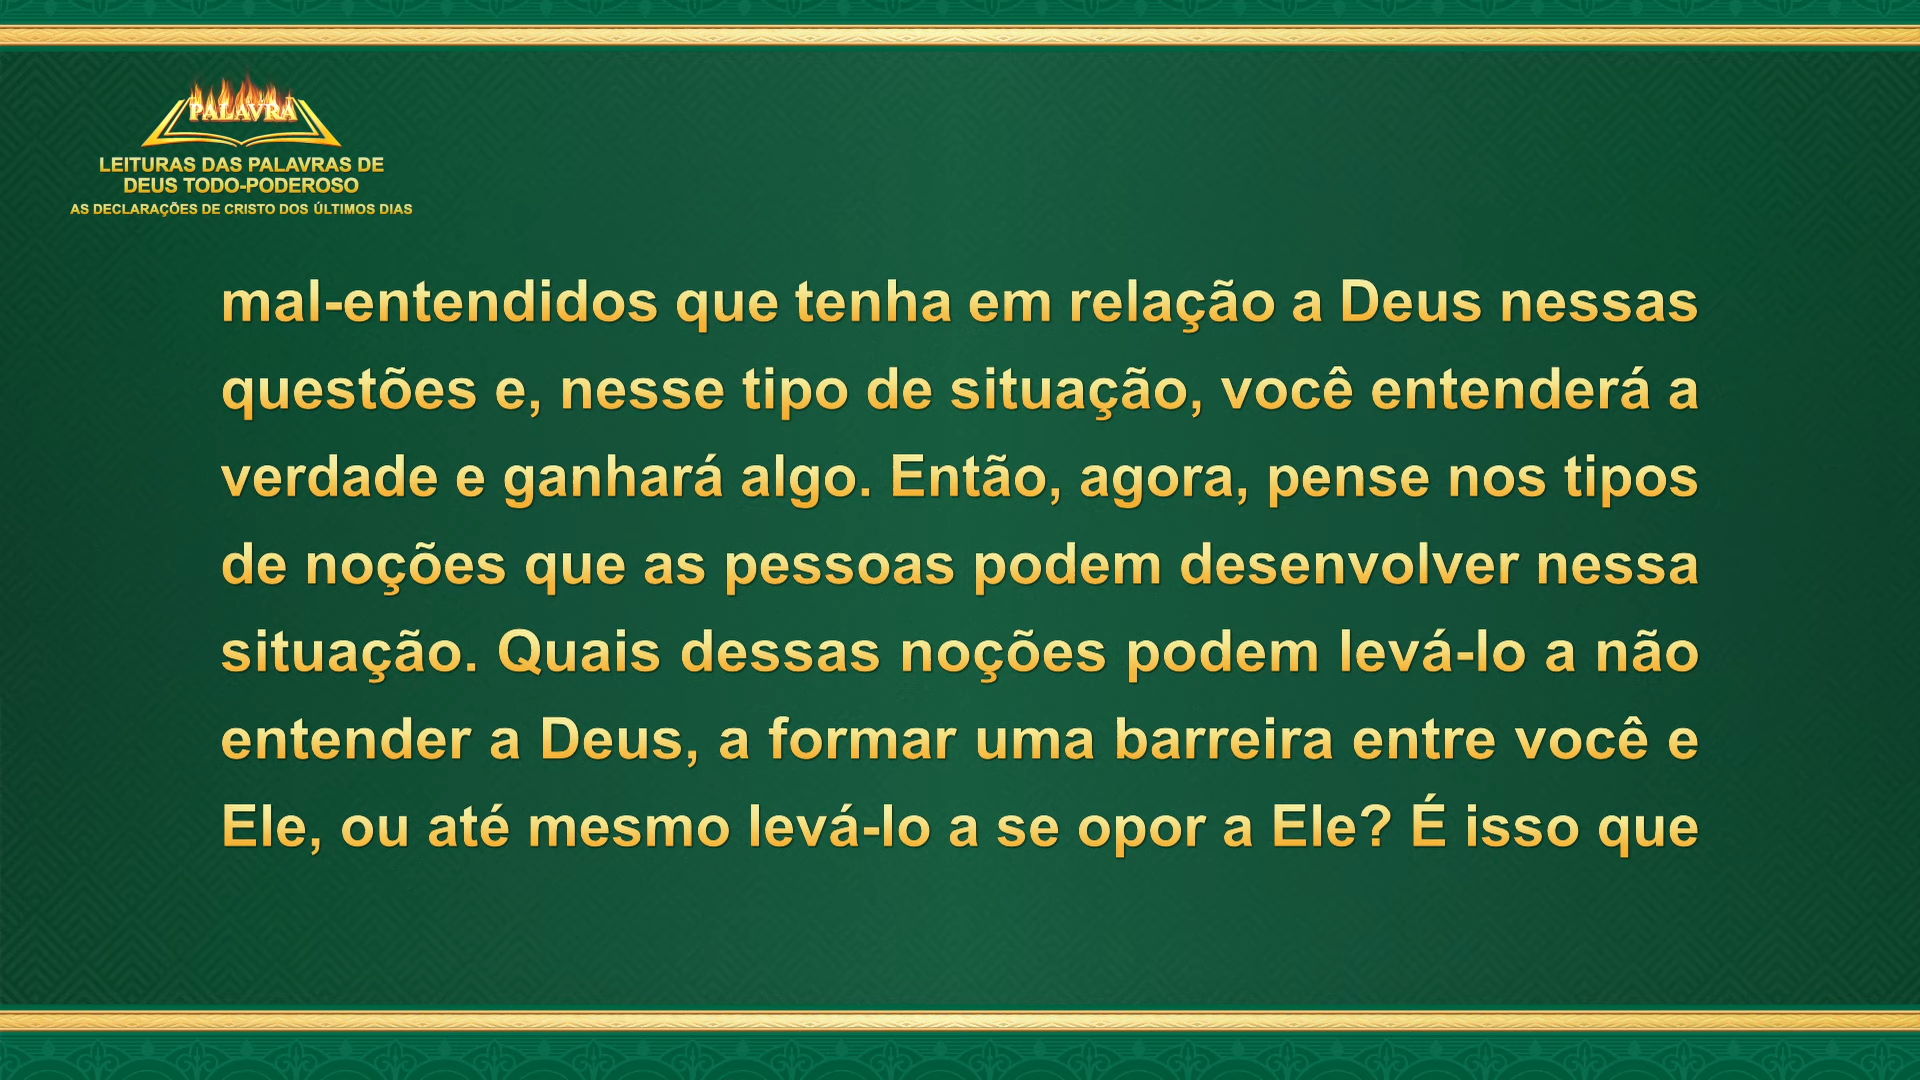 PALAVRA
LEITURAS DAS PALAVRAS DE
DEUS TODO-PODEROSO
AS DECLARAÇÕES DE CRISTO DOS ÚLTIMOS DIAS
mal-entendidos que tenha em relação a Deus nessas
questões e, nesse tipo de situação, você entenderá a
verdade e ganhará algo. Então, agora, pense nos tipos
de noções que as pessoas podem desenvolver nessa
situação. Quais dessas noções podem levá-lo a não
entender a Deus, a formar uma barreira entre você e
Ele, ou até mesmo levá-lo a se opor a Ele? É isso que